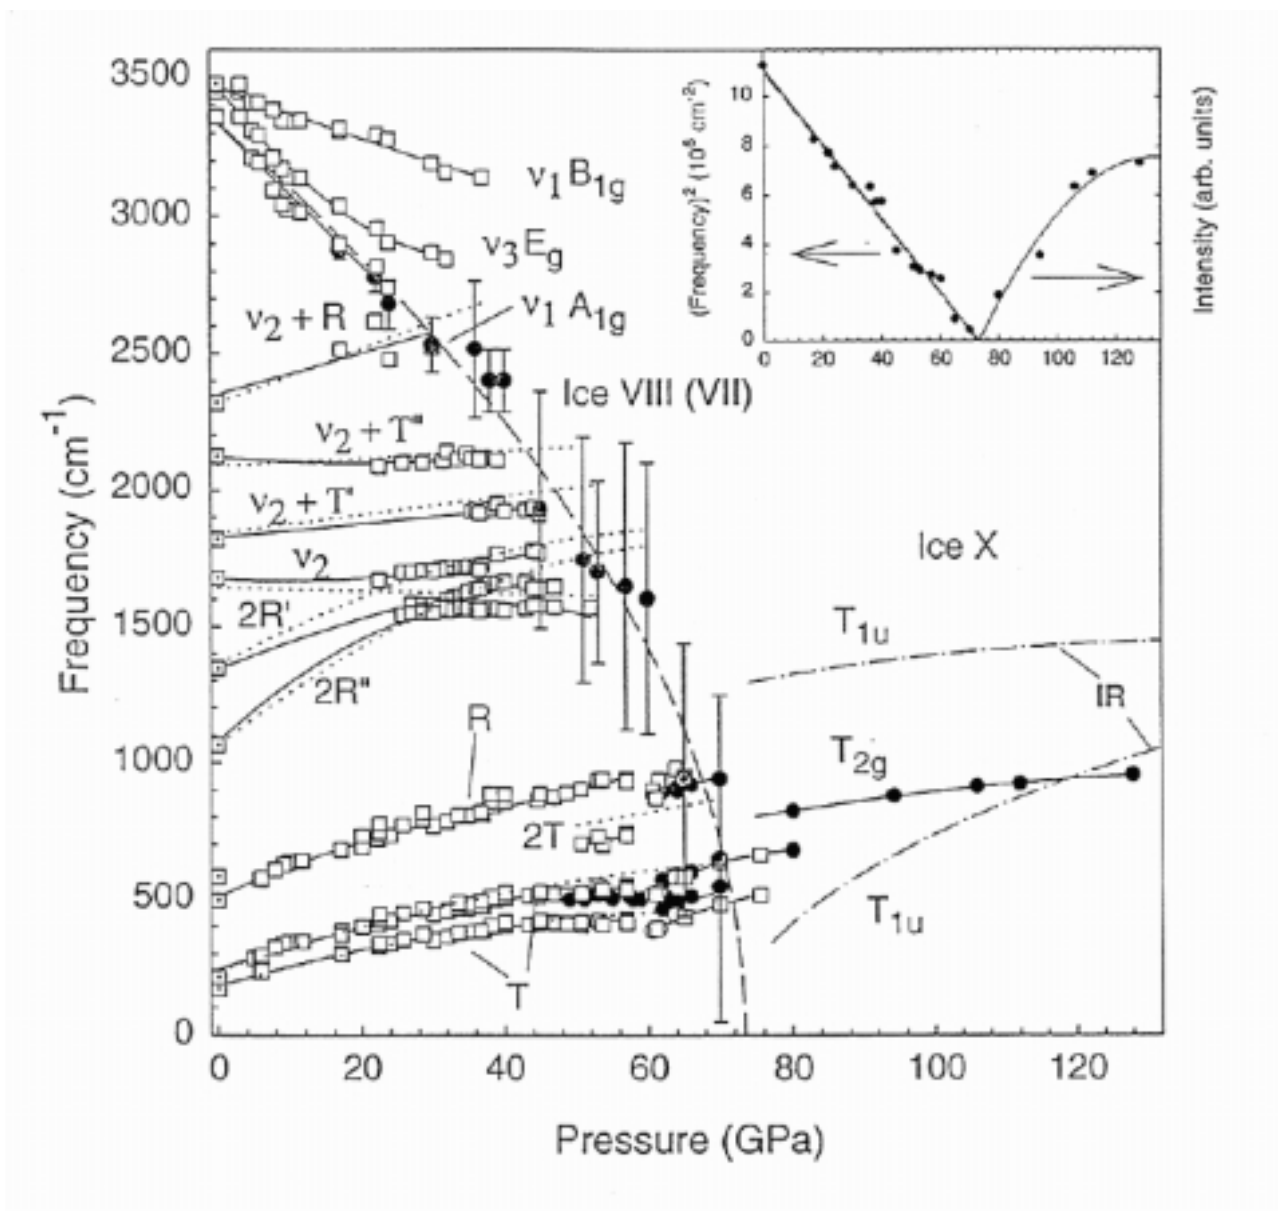 3500
3000
2500
2000
1500
1000
500
0
0 20 40 60 80 100 120
Frequency (cm⁻¹)
Pressure (GPa)
ν₁ B₁g
ν₃ Eg
ν₁ A₁g
ν₂ + R
Ice VIII (VII)
ν₂ + T"
ν₂ + T'
ν₂
2R'
2R"
R
2T
T
Ice X
T₁u
IR
T₂g
T₁u
(Frequency)² (10⁶ cm⁻²)
10
8
6
4
2
0
0 20 40 60 80 100 120
Intensity (arb. units)